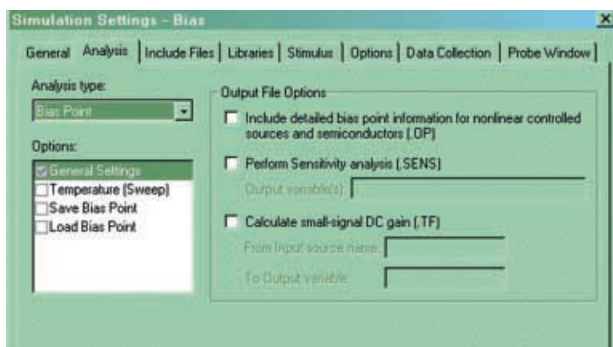 Simulation Settings - Bias
General
Analysis
Include Files
Libraries
Stimulus
Options
Data Collection
Probe Window
Analysis type:
Bias Point
Options:
General Settings
Temperature (Sweep)
Save Bias Point
Load Bias Point
Output File Options
Include detailed bias point information for nonlinear controlled
sources and semiconductors (.OP)
Perform Sensitivity analysis (.SENS)
Output variable(s):
Calculate small-signal DC gain (.TF)
From Input source name:
To Output variable: